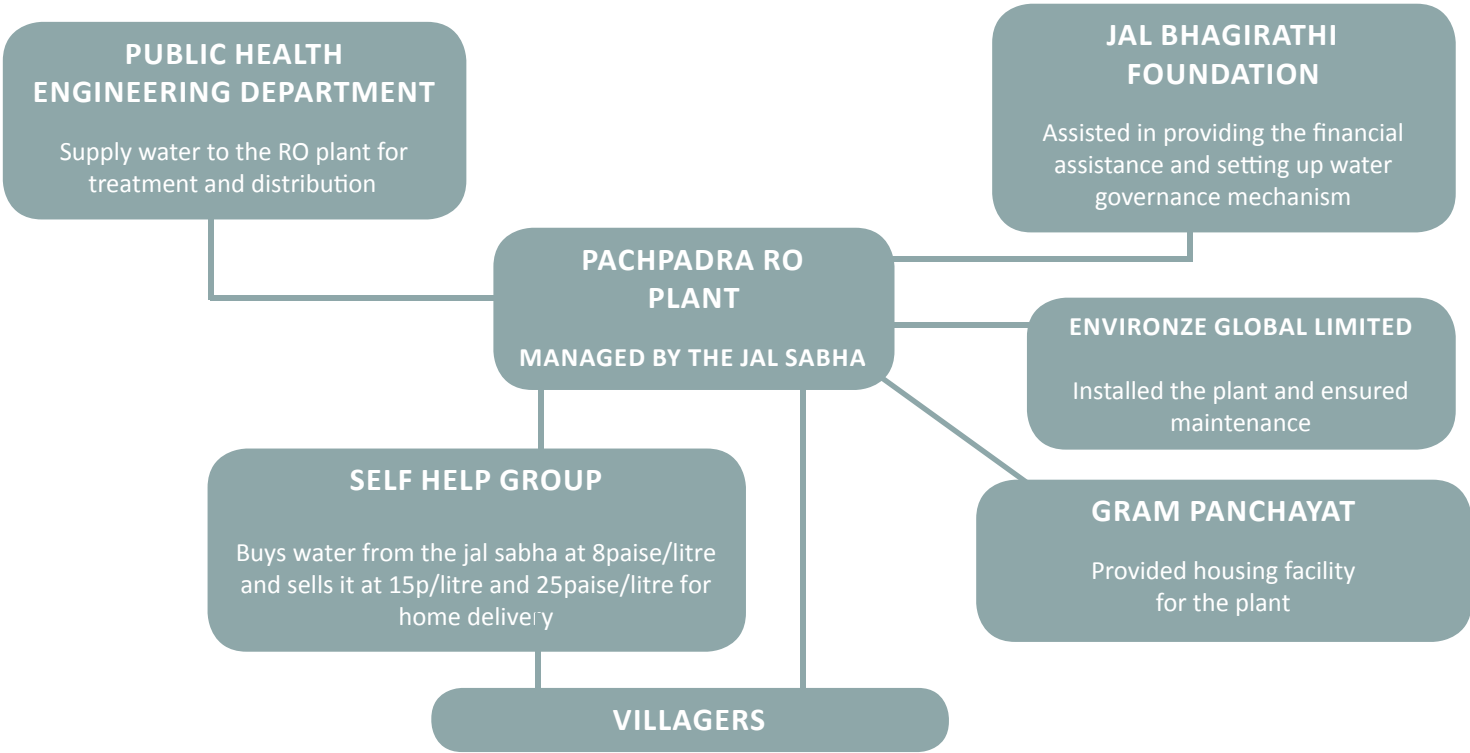 PUBLIC HEALTH
ENGINEERING DEPARTMENT
Supply water to the RO plant for
treatment and distribution
JAL BHAGIRATHI
FOUNDATION
Assisted in providing the financial
assistance and setting up water
governance mechanism
PACHPADRA RO
PLANT
MANAGED BY THE JAL SABHA
ENVIRONZE GLOBAL LIMITED
Installed the plant and ensured
maintenance
SELF HELP GROUP
Buys water from the jal sabha at 8paise/litre
and sells it at 15p/litre and 25paise/litre for
home delivery
GRAM PANCHAYAT
Provided housing facility
for the plant
VILLAGERS